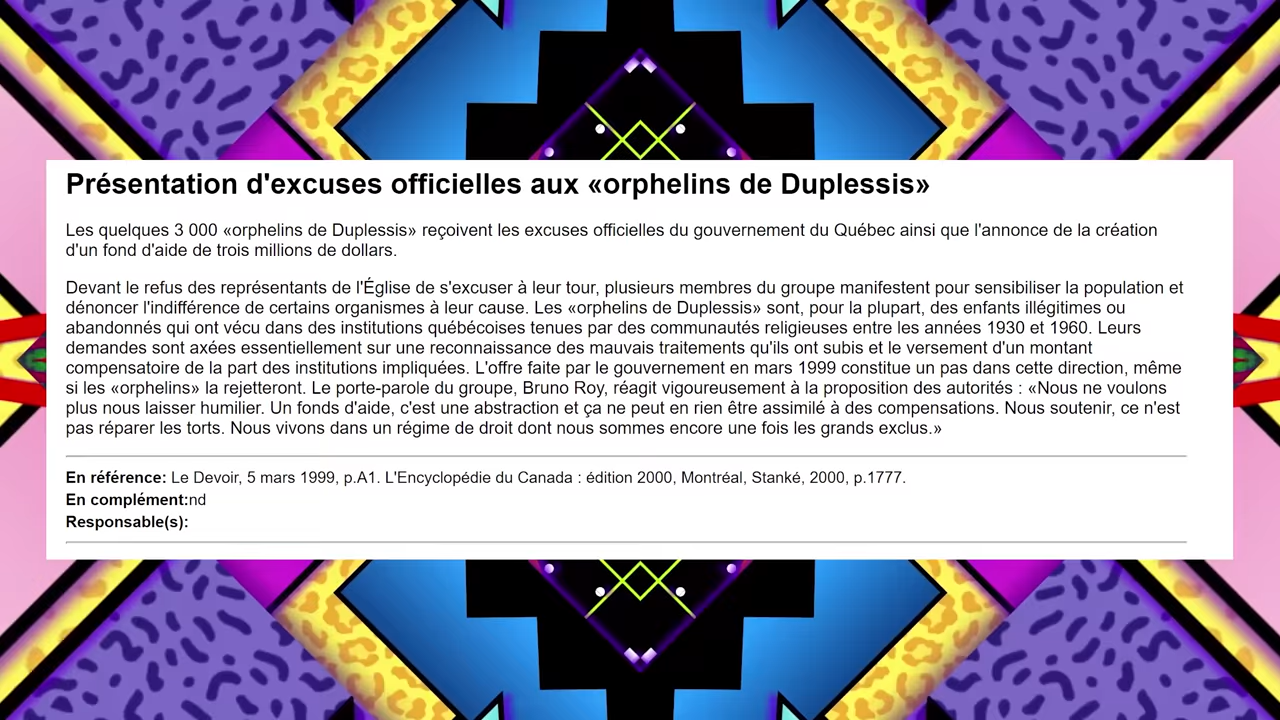 Présentation d'excuses officielles aux «orphelins de Duplessis»
Les quelques 3 000 «orphelins de Duplessis» reçoivent les excuses officielles du gouvernement du Québec ainsi que l'annonce de la création
d'un fond d'aide de trois millions de dollars.
Devant le refus des représentants de l'Église de s'excuser à leur tour, plusieurs membres du groupe manifestent pour sensibiliser la population et
dénoncer l'indifférence de certains organismes à leur cause. Les «orphelins de Duplessis» sont, pour la plupart, des enfants illégitimes ou
abandonnés qui ont vécu dans des institutions québécoises tenues par des communautés religieuses entre les années 1930 et 1960. Leurs
demandes sont axées essentiellement sur une reconnaissance des mauvais traitements qu'ils ont subis et le versement d'un montant
compensatoire de la part des institutions impliquées. L'offre faite par le gouvernement en mars 1999 constitue un pas dans cette direction, même
si les «orphelins» la rejetteront. Le porte-parole du groupe, Bruno Roy, réagit vigoureusement à la proposition des autorités : «Nous ne voulons
plus nous laisser humilier. Un fonds d'aide, c'est une abstraction et ça ne peut en rien être assimilé à des compensations. Nous soutenir, ce n'est
pas réparer les torts. Nous vivons dans un régime de droit dont nous sommes encore une fois les grands exclus.»
En référence: Le Devoir, 5 mars 1999, p.A1. L'Encyclopédie du Canada : édition 2000, Montréal, Stanké, 2000, p.1777.
En complément:nd
Responsable(s):